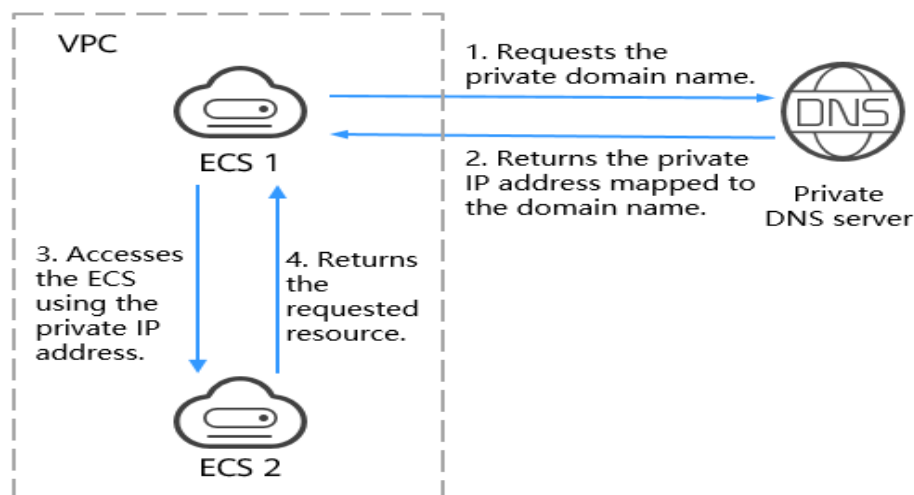 VPC
1. Requests the
private domain name.
DNS
ECS 1
2. Returns the private
IP address mapped to
the domain name.
Private
DNS server
3. Accesses
the ECS
using the
private IP
address.
4. Returns
the
requested
resource.
ECS 2